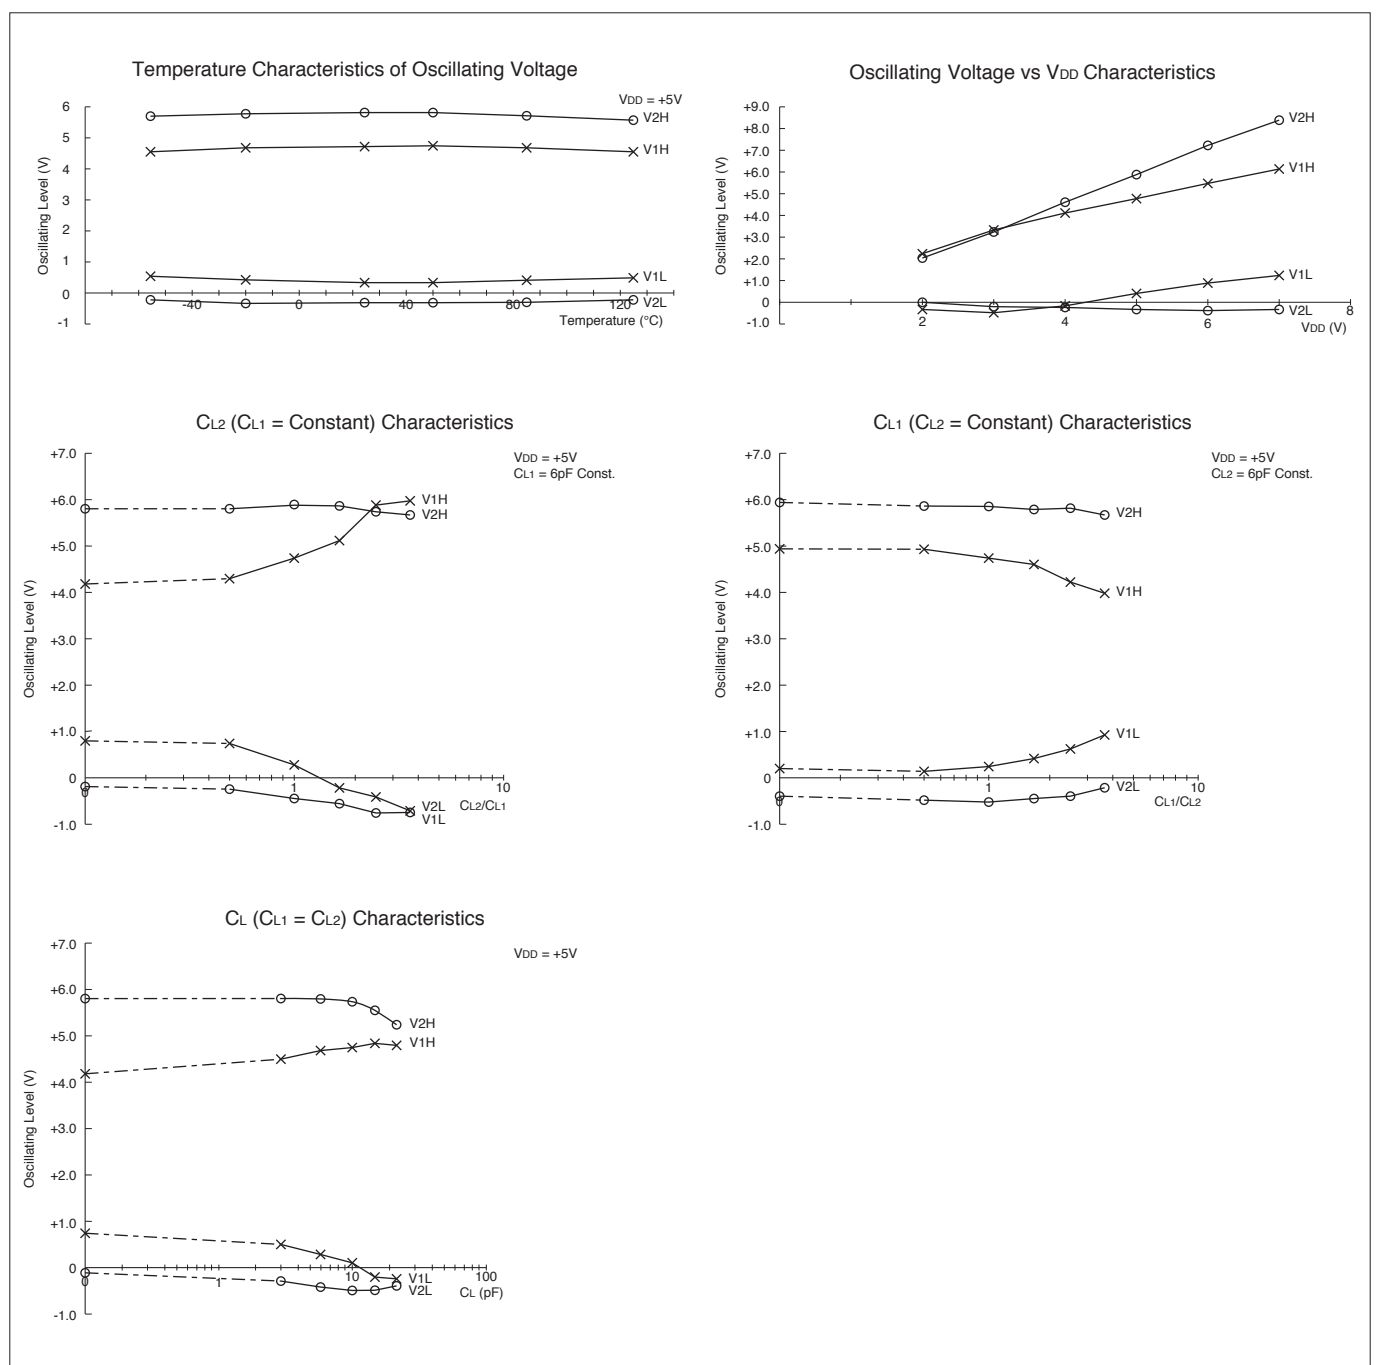 Temperature Characteristics of Oscillating Voltage
VDD = +5V
Oscillating Level (V)
6
5
4
3
2
1
0
-1
V2H
V1H
V1L
V2L
-40
0
40
80
120
Temperature (°C)
Oscillating Voltage vs VDD Characteristics
Oscillating Level (V)
+9.0
+8.0
+7.0
+6.0
+5.0
+4.0
+3.0
+2.0
+1.0
0
-1.0
V2H
V1H
V1L
V2L
2
4
6
8
VDD (V)
CL2 (CL1 = Constant) Characteristics
VDD = +5V
CL1 = 6pF Const.
Oscillating Level (V)
+7.0
+6.0
+5.0
+4.0
+3.0
+2.0
+1.0
0
-1.0
V1H
V2H
V2L
V1L
0
1
10
CL2/CL1
CL1 (CL2 = Constant) Characteristics
VDD = +5V
CL2 = 6pF Const.
Oscillating Level (V)
+7.0
+6.0
+5.0
+4.0
+3.0
+2.0
+1.0
0
-1.0
V2H
V1H
V1L
V2L
0
1
10
CL1/CL2
CL (CL1 = CL2) Characteristics
VDD = +5V
Oscillating Level (V)
+7.0
+6.0
+5.0
+4.0
+3.0
+2.0
+1.0
0
-1.0
V2H
V1H
V1L
V2L
0
1
10
100
CL (pF)